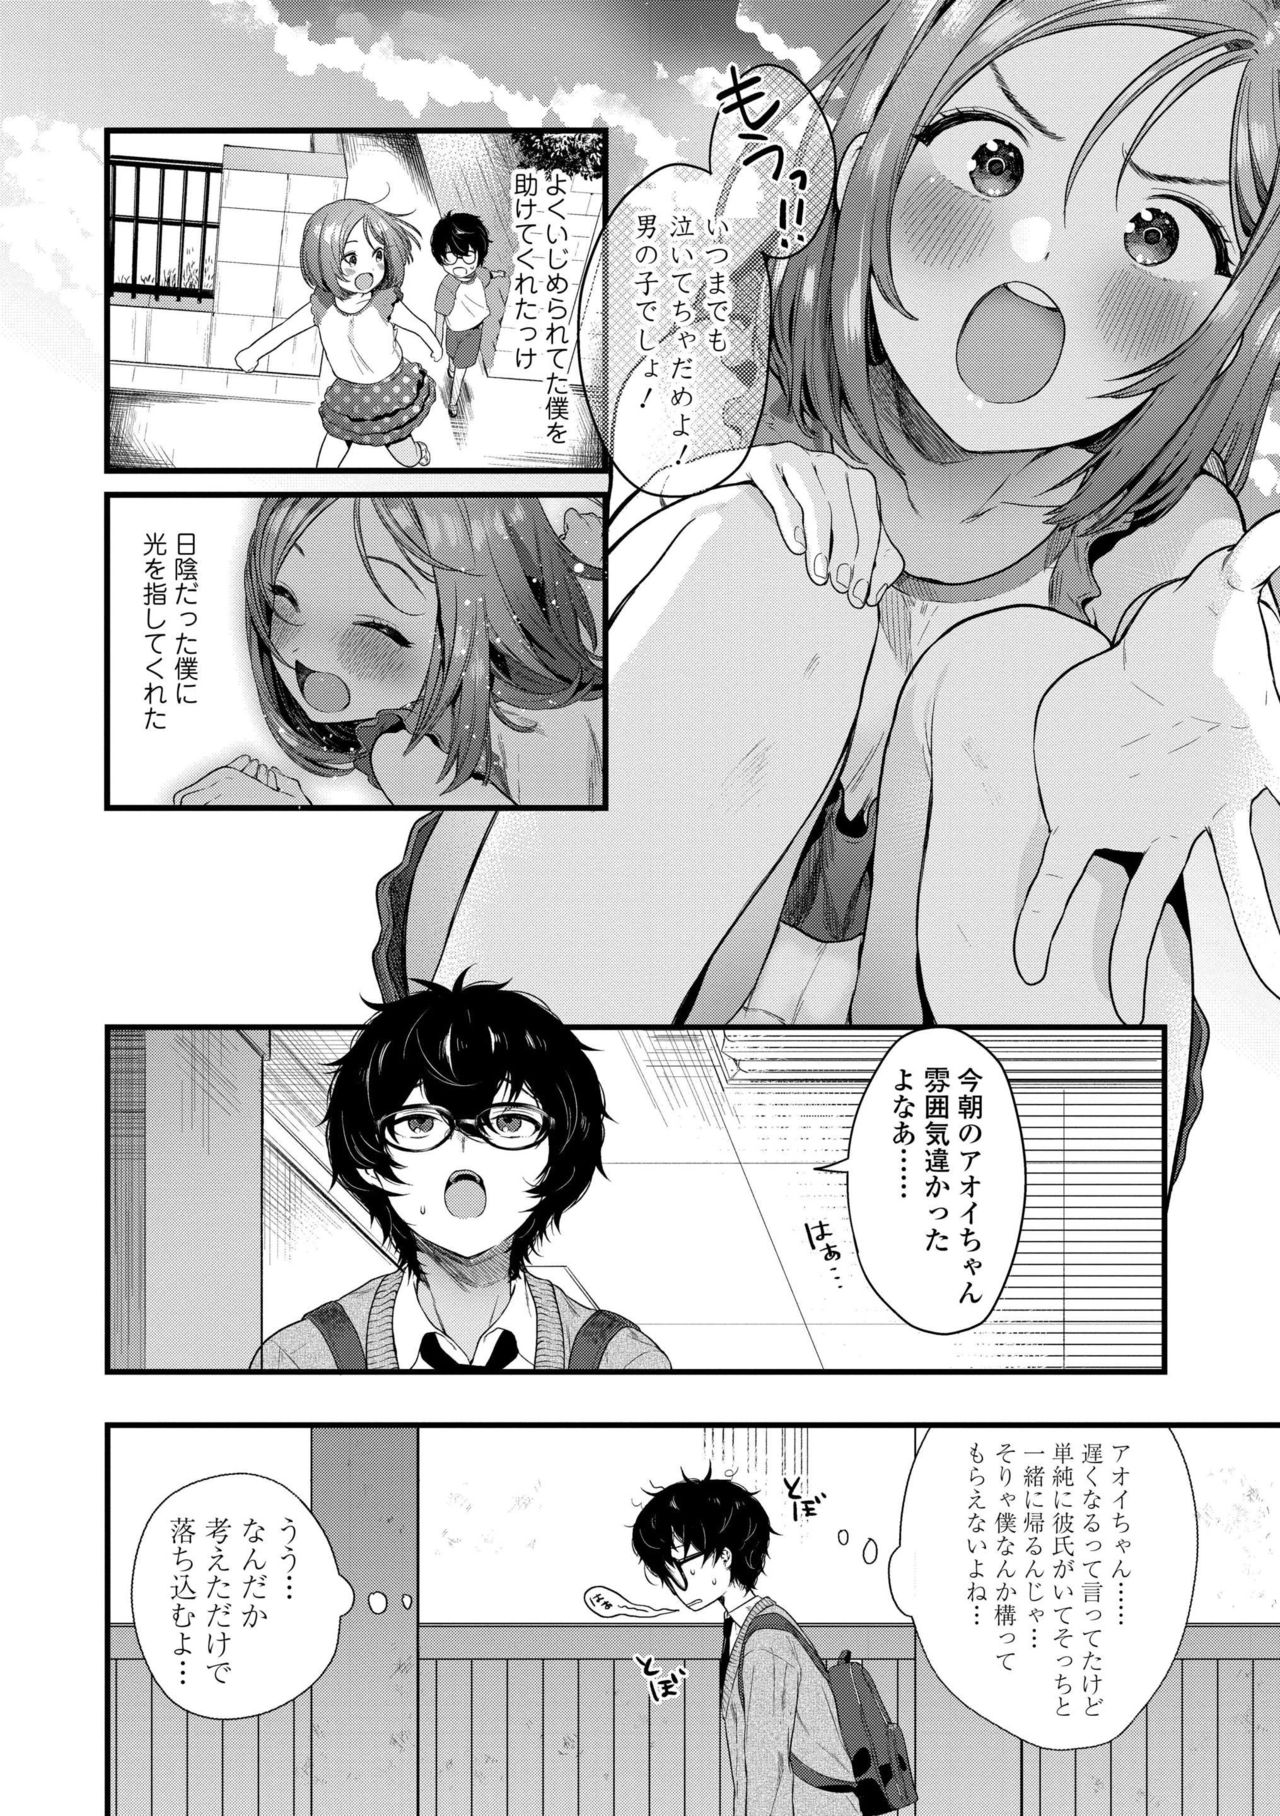 もうっ!!
いつまでも
泣いてちゃだめよ!
男の子でしょ!
よくいじめられてた僕を
助けてくれたっけ
日陰だった僕に
光を指してくれた
今朝のアオイちゃん
雰囲気違かった
よなあ……
はぁ…
アオイちゃん……
遅くなるって言ってたけど
単純に彼氏がいてそっちと
一緒に帰るんじゃ…
そりゃ僕なんか構って
もらえないよね…
とぼ
とぼ
うう…
なんだか
考えただけで
落ち込むよ…